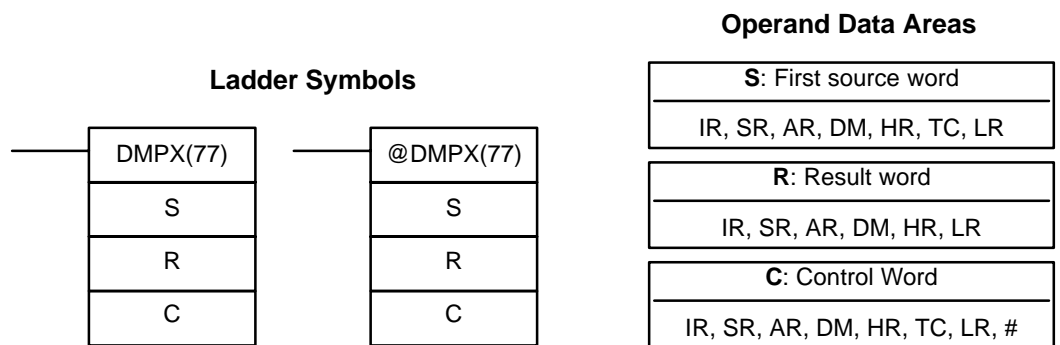 Ladder Symbols
DMPX(77)
S
R
C
@DMPX(77)
S
R
C
Operand Data Areas
S: First source word
IR, SR, AR, DM, HR, TC, LR
R: Result word
IR, SR, AR, DM, HR, LR
C: Control Word
IR, SR, AR, DM, HR, TC, LR, #